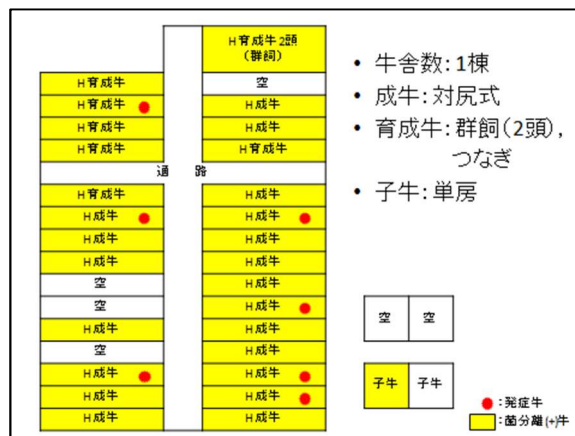 H育成牛2頭
(群飼)
H育成牛
空
H育成牛
H成牛
H育成牛
H成牛
H育成牛
H育成牛
通 路
H育成牛
H成牛
H成牛
H成牛
H成牛
H成牛
H成牛
H成牛
空
H成牛
空
H成牛
H成牛
H成牛
空
H成牛
H成牛
H成牛
H成牛
H成牛
H成牛
H成牛
• 牛舎数:1棟
• 成牛:対尻式
• 育成牛:群飼(2頭),
つなぎ
• 子牛:単房
空 空
子牛 子牛
:発症牛
:菌分離(+)牛